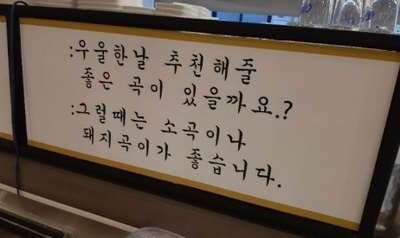 :우울한날 추천해줄
좋은 곡이 있을까요.?
:그럴때는 소곡이나
돼지곡이가 좋습니다.